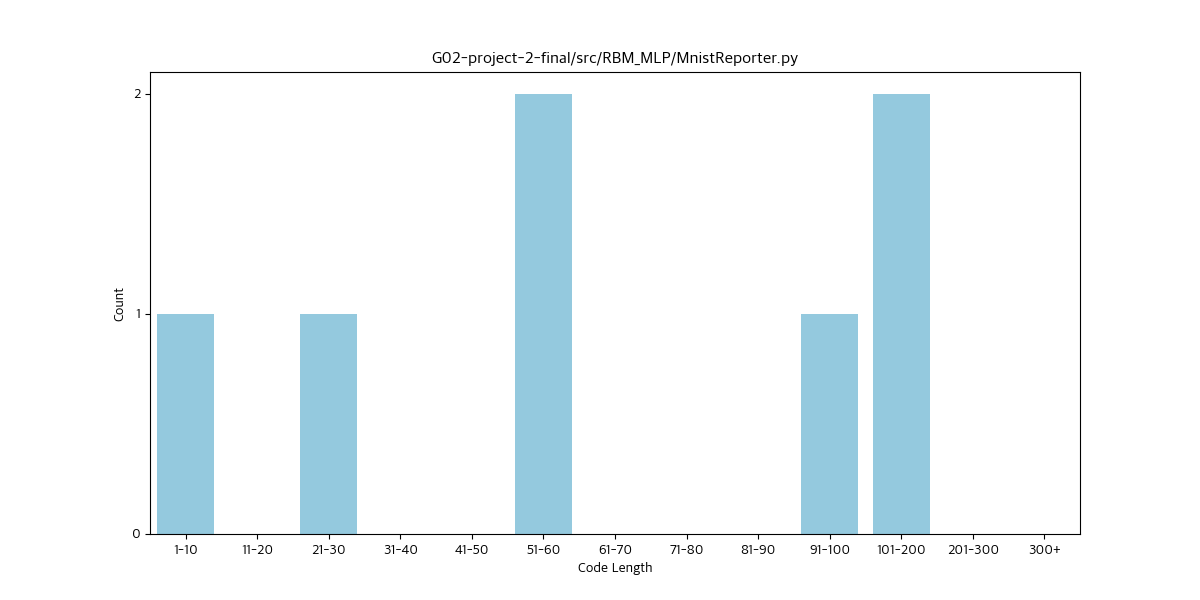 G02-project-2-final/src/RBM_MLP/MnistReporter.py
2
1
0
Count
1-10 11-20 21-30 31-40 41-50 51-60 61-70 71-80 81-90 91-100 101-200 201-300 300+
Code Length